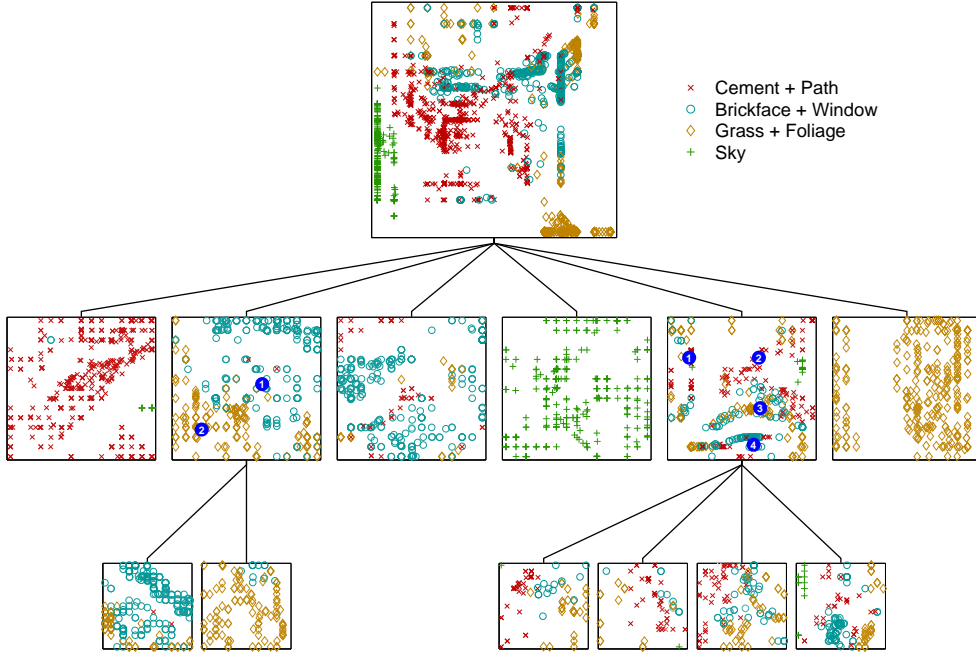 Cement + Path
Brickface + Window
Grass + Foliage
Sky
1
2
1
2
3
4